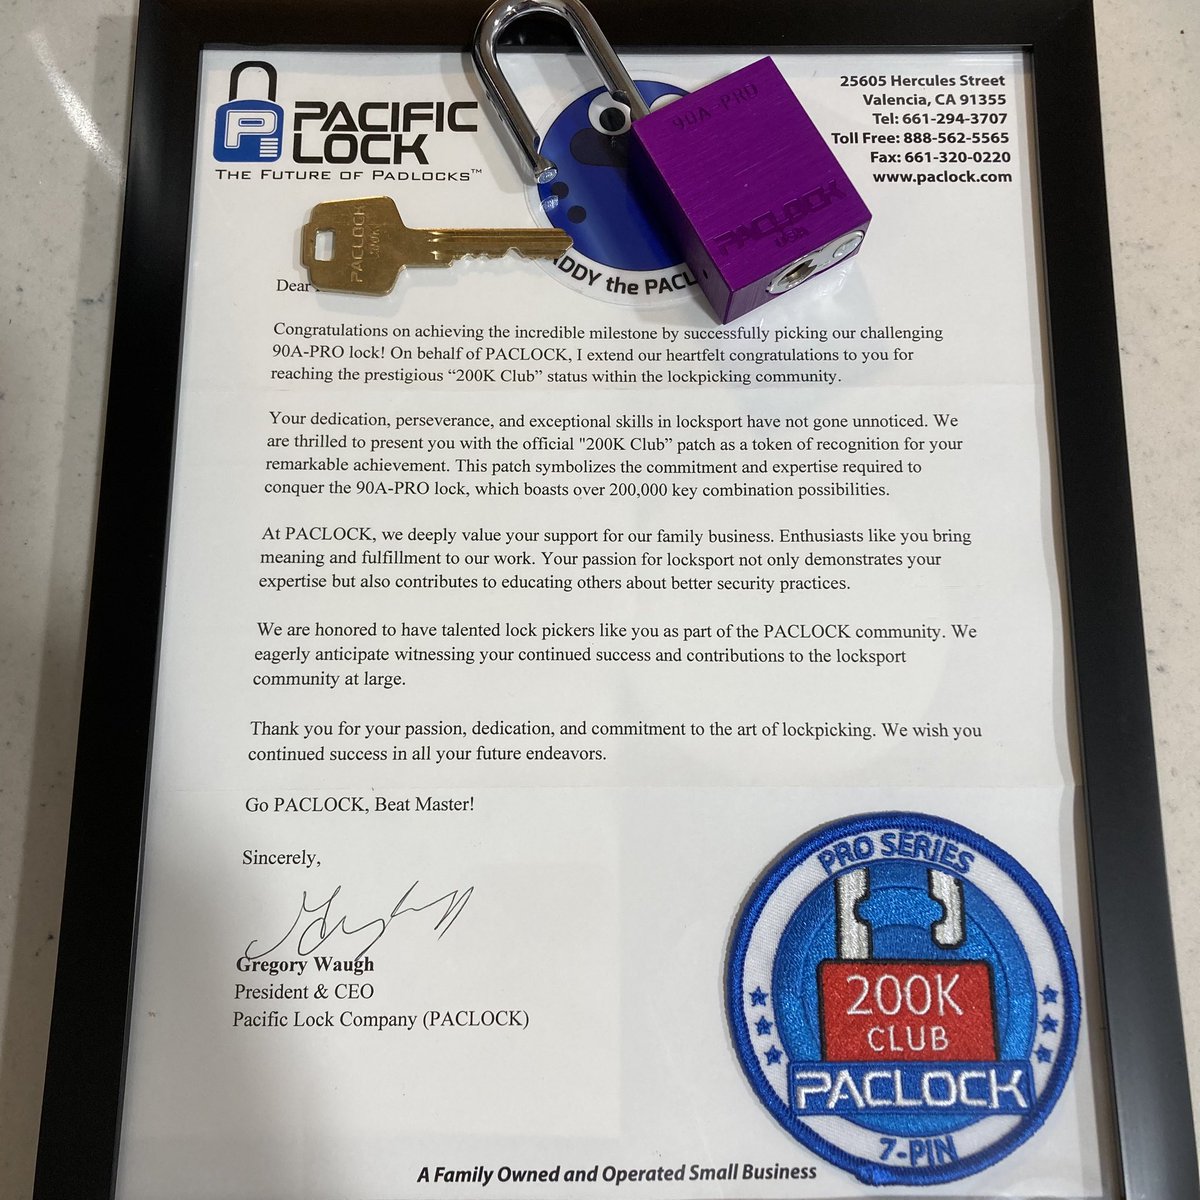 PACIFIC
LOCK
THE FUTURE OF PADLOCKS™
25605 Hercules Street
Valencia, CA 91355
Tel: 661-294-3707
Toll Free: 888-562-5565
Fax: 661-320-0220
www.paclock.com
90A-PRO
PACLOCK
USA
PACLOCK
DDY the PACL
Dear
Congratulations on achieving the incredible milestone by successfully picking our challenging
90A-PRO lock! On behalf of PACLOCK, I extend our heartfelt congratulations to you for
reaching the prestigious “200K Club” status within the lockpicking community.
Your dedication, perseverance, and exceptional skills in locksport have not gone unnoticed. We
are thrilled to present you with the official "200K Club” patch as a token of recognition for your
remarkable achievement. This patch symbolizes the commitment and expertise required to
conquer the 90A-PRO lock, which boasts over 200,000 key combination possibilities.
At PACLOCK, we deeply value your support for our family business. Enthusiasts like you bring
meaning and fulfillment to our work. Your passion for locksport not only demonstrates your
expertise but also contributes to educating others about better security practices.
We are honored to have talented lock pickers like you as part of the PACLOCK community. We
eagerly anticipate witnessing your continued success and contributions to the locksport
community at large.
Thank you for your passion, dedication, and commitment to the art of lockpicking. We wish you
continued success in all your future endeavors.
Go PACLOCK, Beat Master!
Sincerely,
Gregory Waugh
President & CEO
Pacific Lock Company (PACLOCK)
PRO SERIES
200K
CLUB
PACLOCK
7-PIN
A Family Owned and Operated Small Business